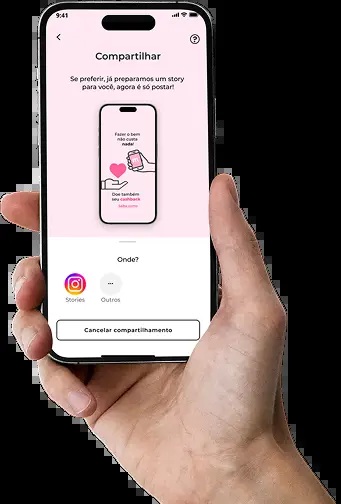 9:41
Compartilhar
Se preferir, já preparamos um story
para você, agora é só postar!
Fazer o bem
não custa
nada!
Doe também
seu cashback
Onde?
Stories
Outros
Cancelar compartilhamento